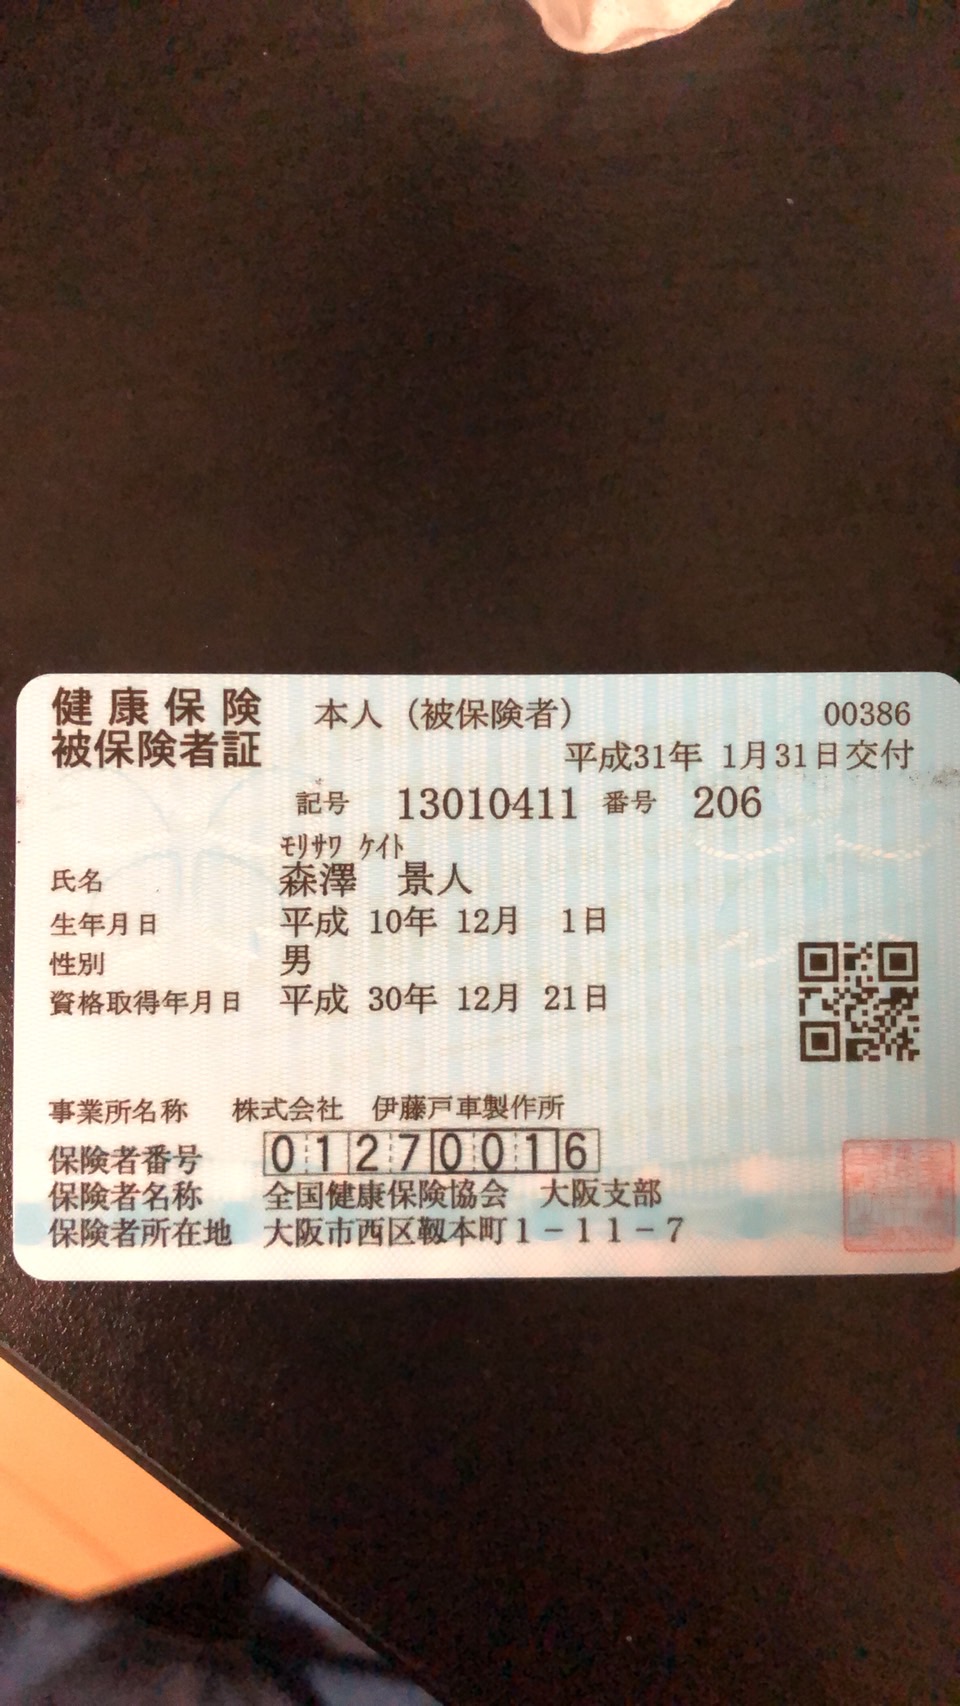 健康保険
被保険者証
本人（被保険者） 00386
平成31年 1月31日交付
記号 13010411 番号 206
ﾓﾘｻﾜ ｹｲﾄ
氏名 森澤 景人
生年月日 平成 10年 12月 1日
性別 男
資格取得年月日 平成 30年 12月 21日
事業所名称 株式会社 伊藤戸車製作所
保険者番号 01270016
保険者名称 全国健康保険協会 大阪支部
保険者所在地 大阪市西区靱本町１－１１－７